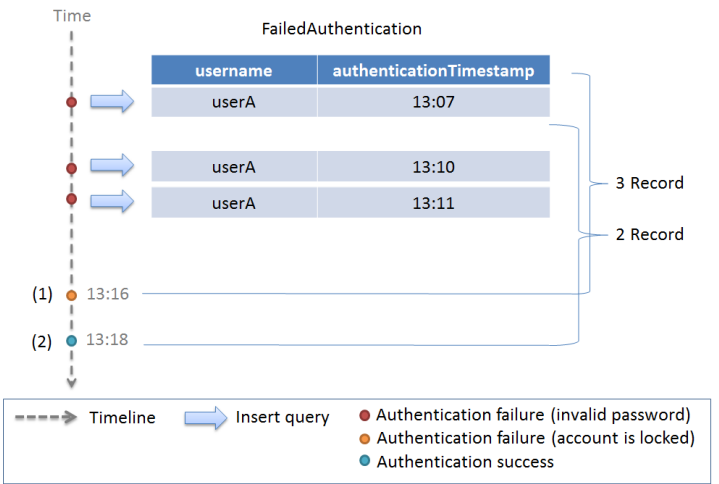 Time
FailedAuthentication
username authenticationTimestamp
userA 13:07
userA 13:10
userA 13:11
3 Record
2 Record
(1) 13:16
(2) 13:18
Timeline Insert query Authentication failure (invalid password)
Authentication failure (account is locked)
Authentication success